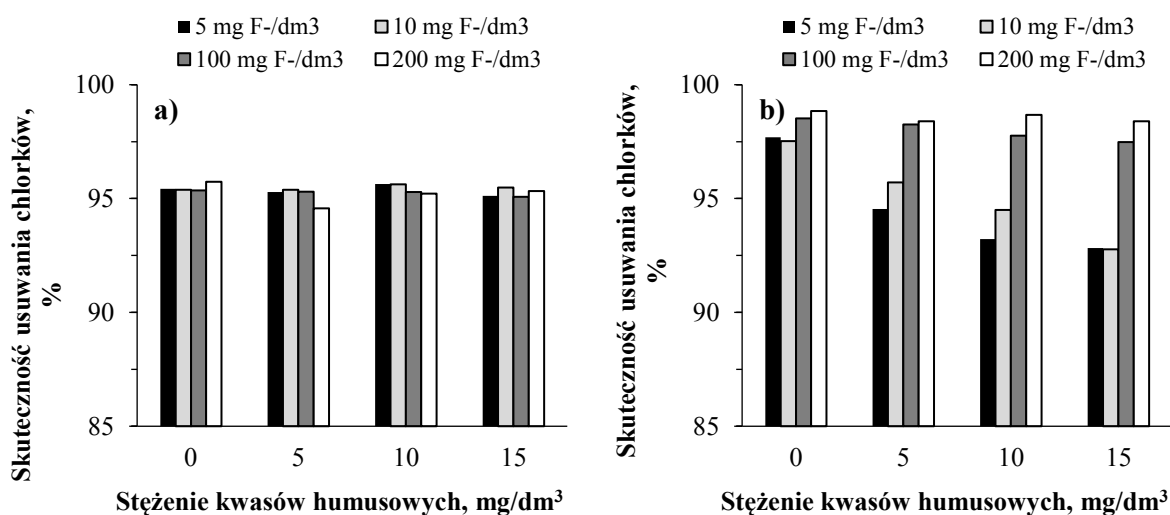 5 mg F-/dm3
10 mg F-/dm3
100 mg F-/dm3
200 mg F-/dm3
a)
Skuteczność usuwania chlorków,
%
100
95
90
85
0
5
10
15
Stężenie kwasów humusowych, mg/dm³
5 mg F-/dm3
10 mg F-/dm3
100 mg F-/dm3
200 mg F-/dm3
b)
Skuteczność usuwania chlorków,
%
100
95
90
85
0
5
10
15
Stężenie kwasów humusowych, mg/dm³